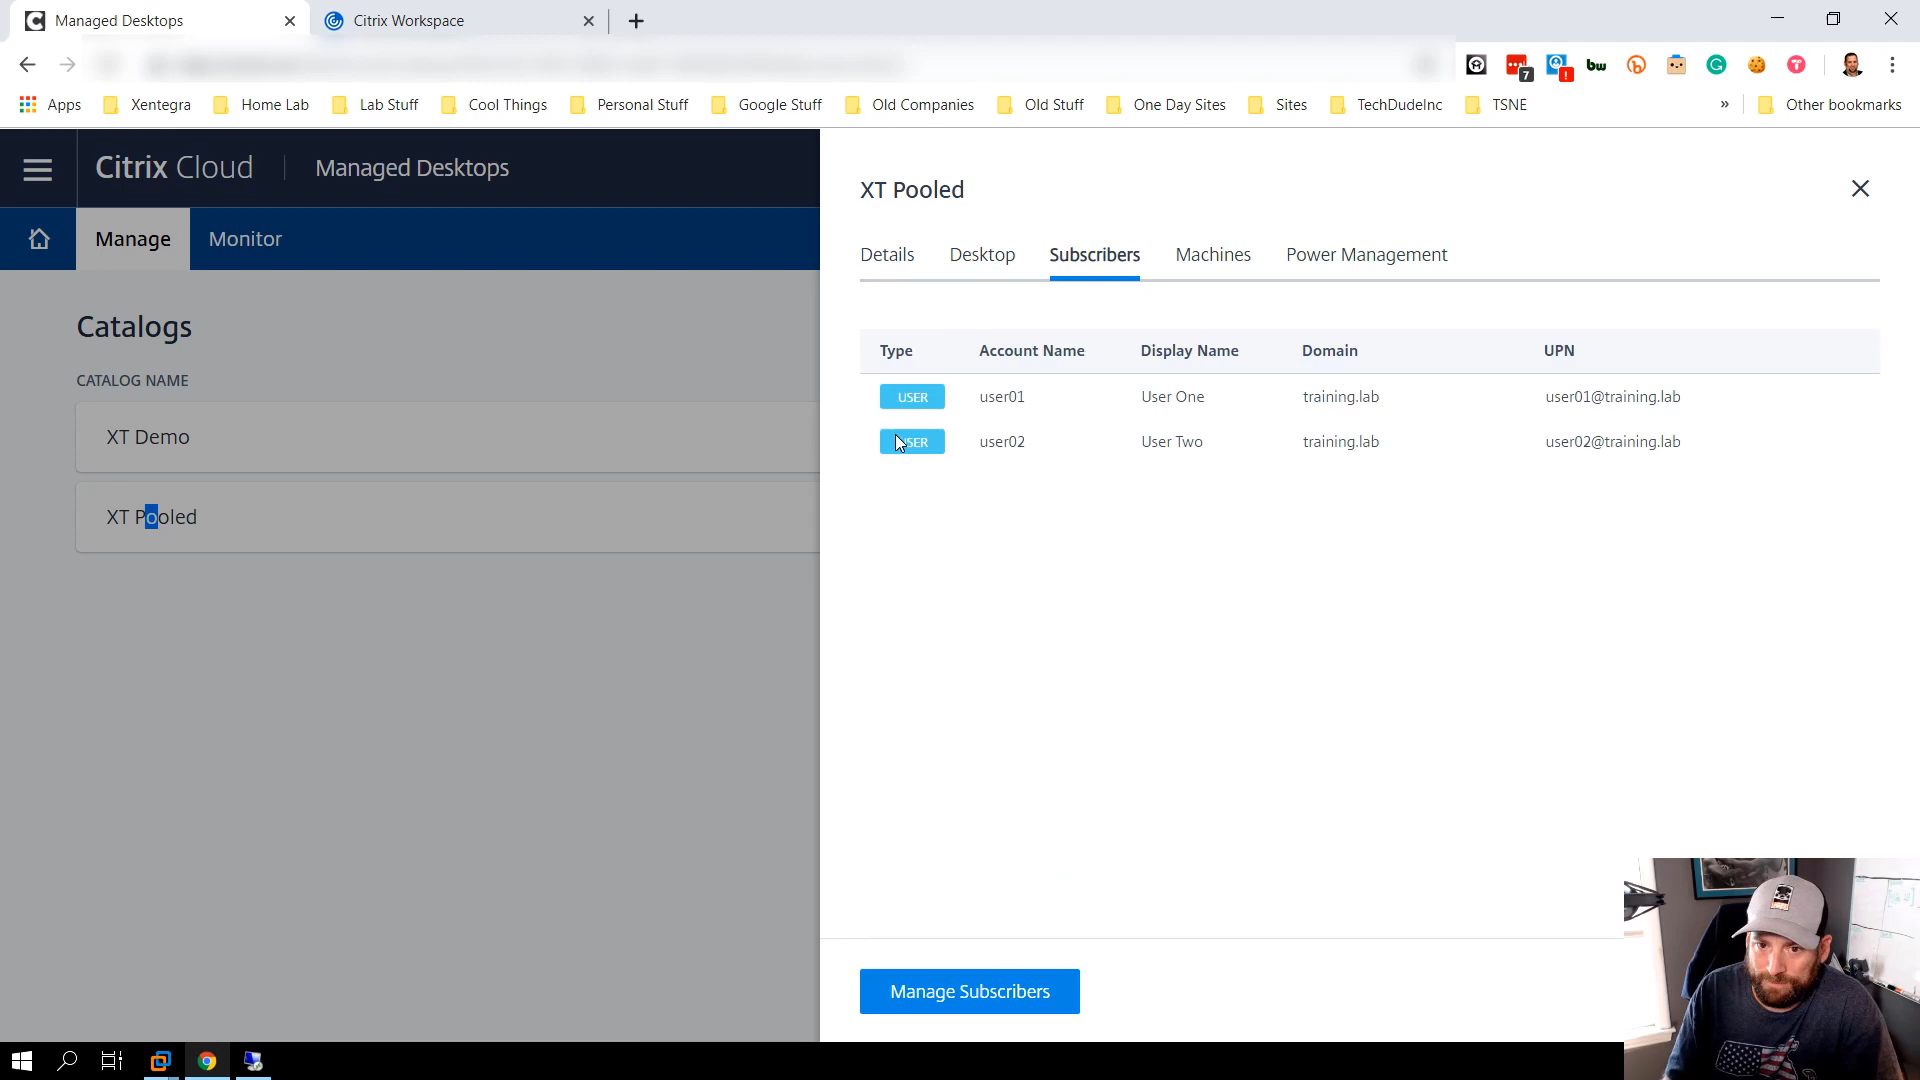 Managed Desktops
Citrix Workspace
7
!
bw
Apps Xentegra Home Lab Lab Stuff Cool Things Personal Stuff Google Stuff Old Companies Old Stuff One Day Sites Sites TechDudeInc TSNE » Other bookmarks
Citrix Cloud Managed Desktops
Manage Monitor
Catalogs
CATALOG NAME
XT Demo
XT Pooled
XT Pooled
Details Desktop Subscribers Machines Power Management
Type Account Name Display Name Domain UPN
USER user01 User One training.lab user01@training.lab
USER user02 User Two training.lab user02@training.lab
Manage Subscribers